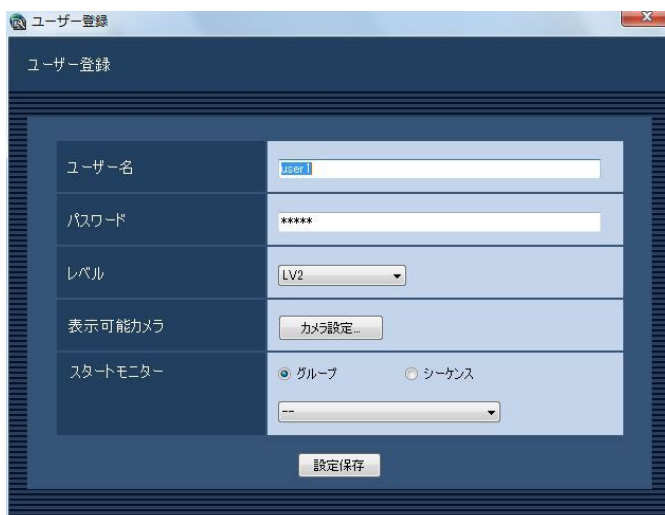 ユーザー登録
ユーザー登録
ユーザー名
user1
パスワード
*****
レベル
LV2
表示可能カメラ
カメラ設定...
スタートモニター
グループ シーケンス
--
設定保存